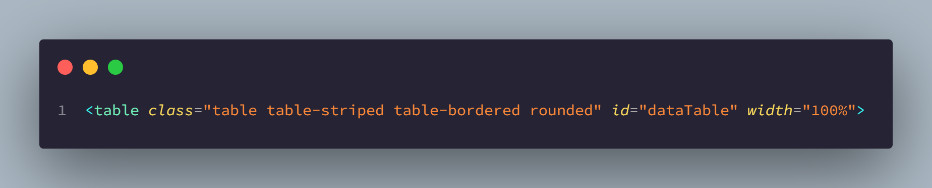 1 <table class="table table-striped table-bordered rounded" id="dataTable" width="100%">